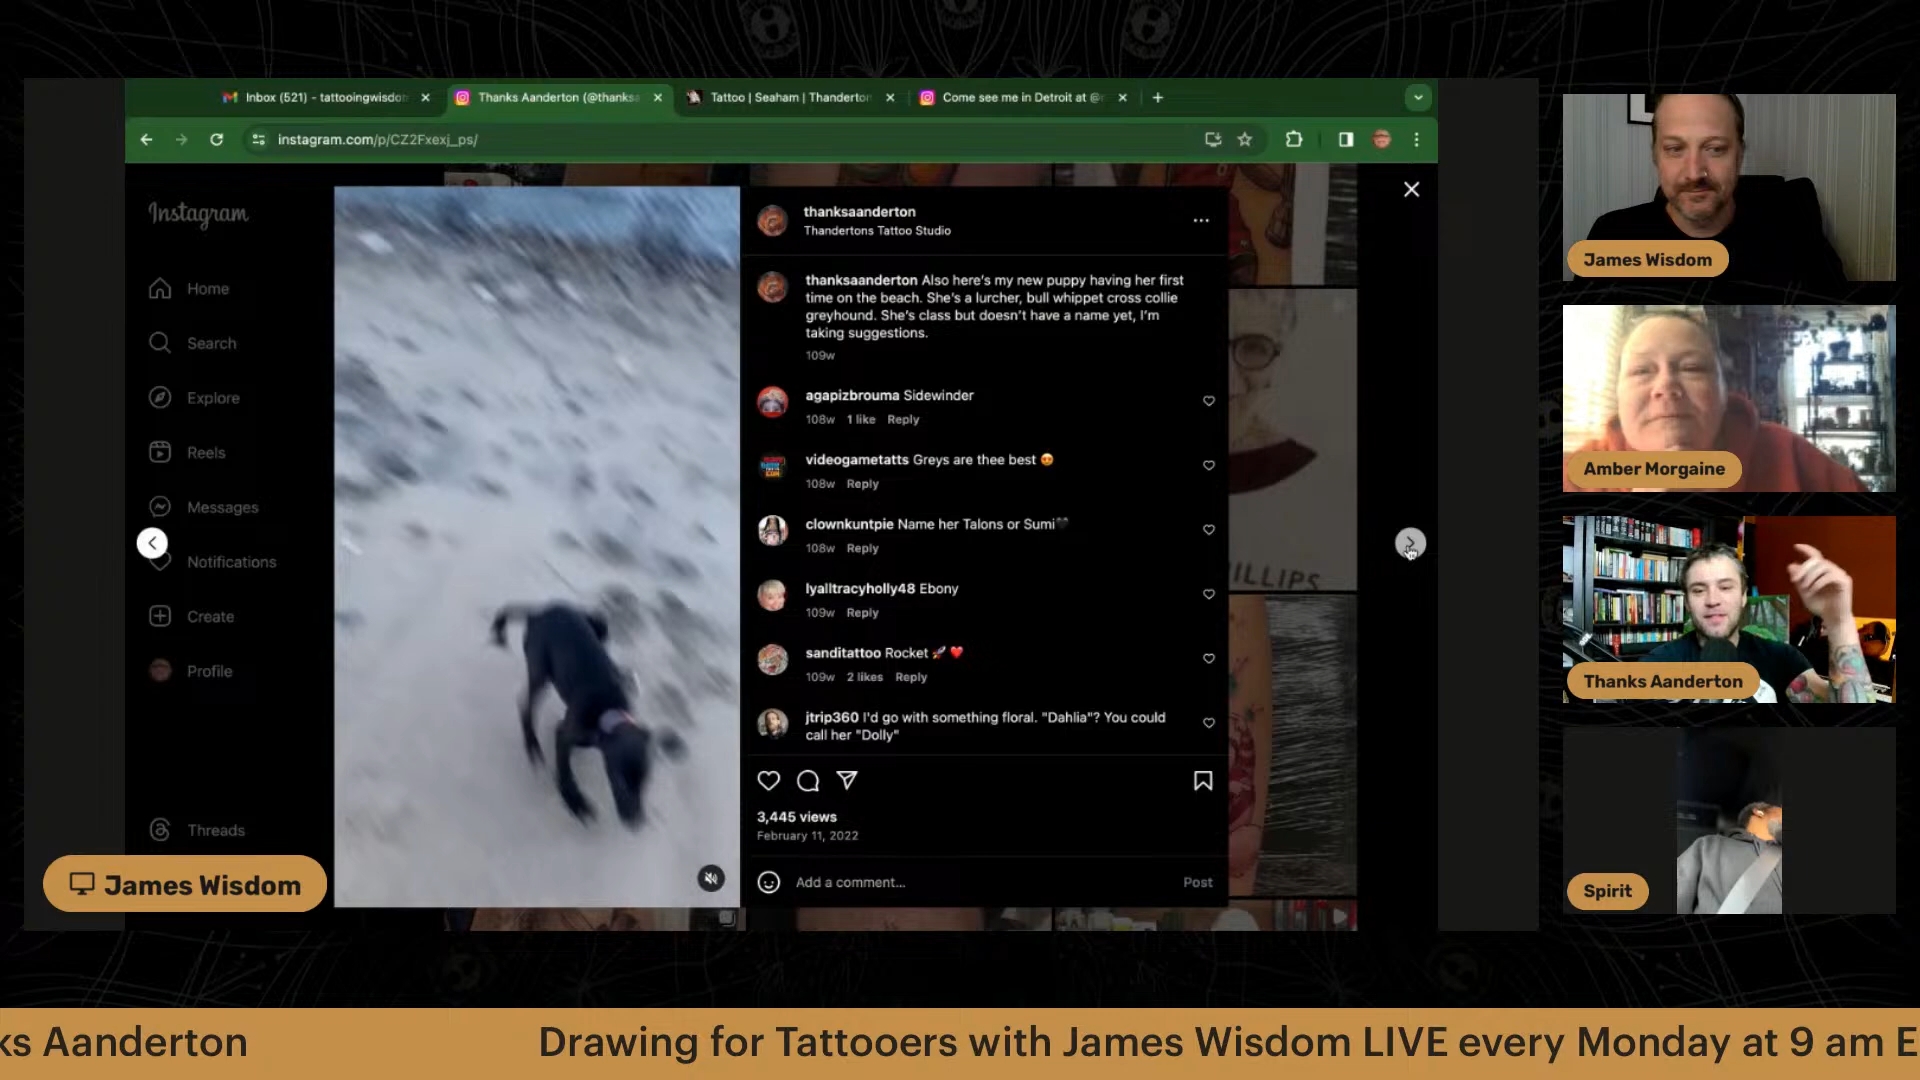 Inbox (521) - tattooingwisdo
Thanks Aanderton (@thanks
Tattoo | Seaham | Thanderton
Come see me in Detroit at @
instagram.com/p/CZ2Fxexj_ps/
Instagram
Home
Search
Explore
Reels
Messages
Notifications
Create
Profile
Threads
thanksaanderton
Thandertons Tattoo Studio
thanksaanderton Also here's my new puppy having her first
time on the beach. She's a lurcher, bull whippet cross collie
greyhound. She's class but doesn't have a name yet, I'm
taking suggestions.
109w
agapizbrouma Sidewinder
108w 1 like Reply
videogametatts Greys are thee best 😍
108w Reply
clownkuntpie Name her Talons or Sumi🖤
108w Reply
lyalltracyholly48 Ebony
109w Reply
sanditattoo Rocket 🚀 ❤️
109w 2 likes Reply
jtrip360 I'd go with something floral. "Dahlia"? You could
call her "Dolly"
3,445 views
February 11, 2022
Add a comment...
Post
ILLIPS
James Wisdom
James Wisdom
Amber Morgaine
Thanks Aanderton
Spirit
ks Aanderton
Drawing for Tattooers with James Wisdom LIVE every Monday at 9 am E